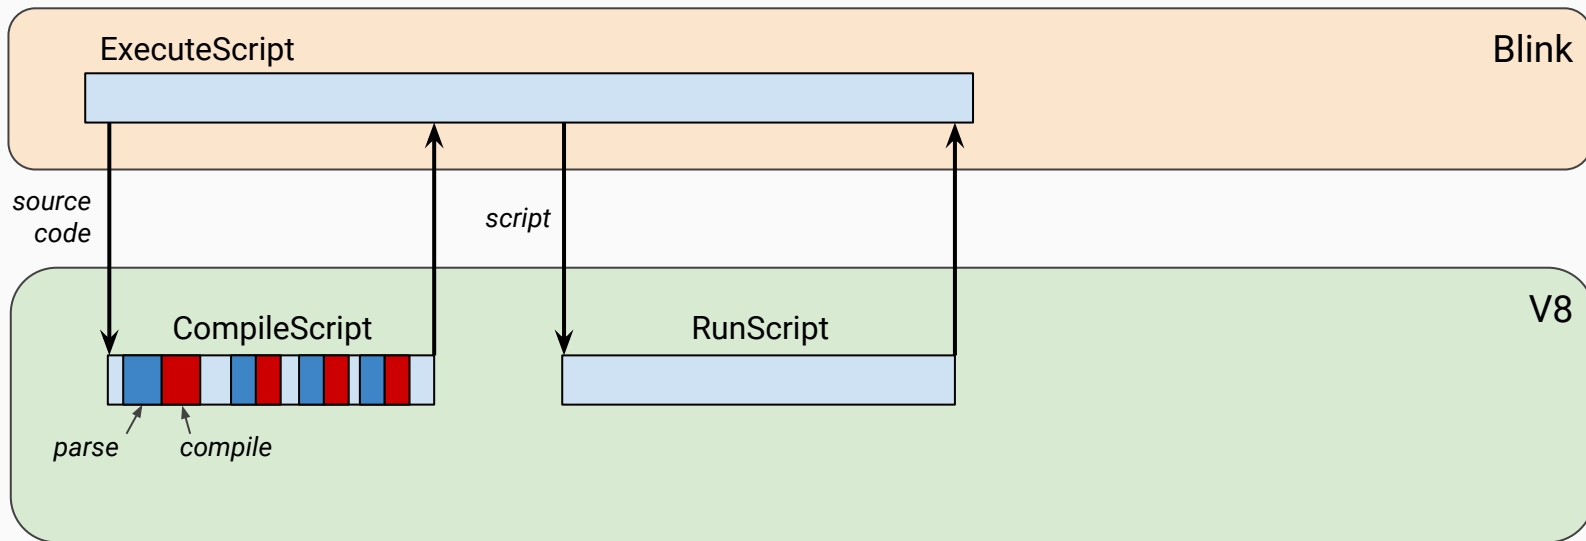 ExecuteScript
Blink
source
code
script
V8
CompileScript
RunScript
parse
compile